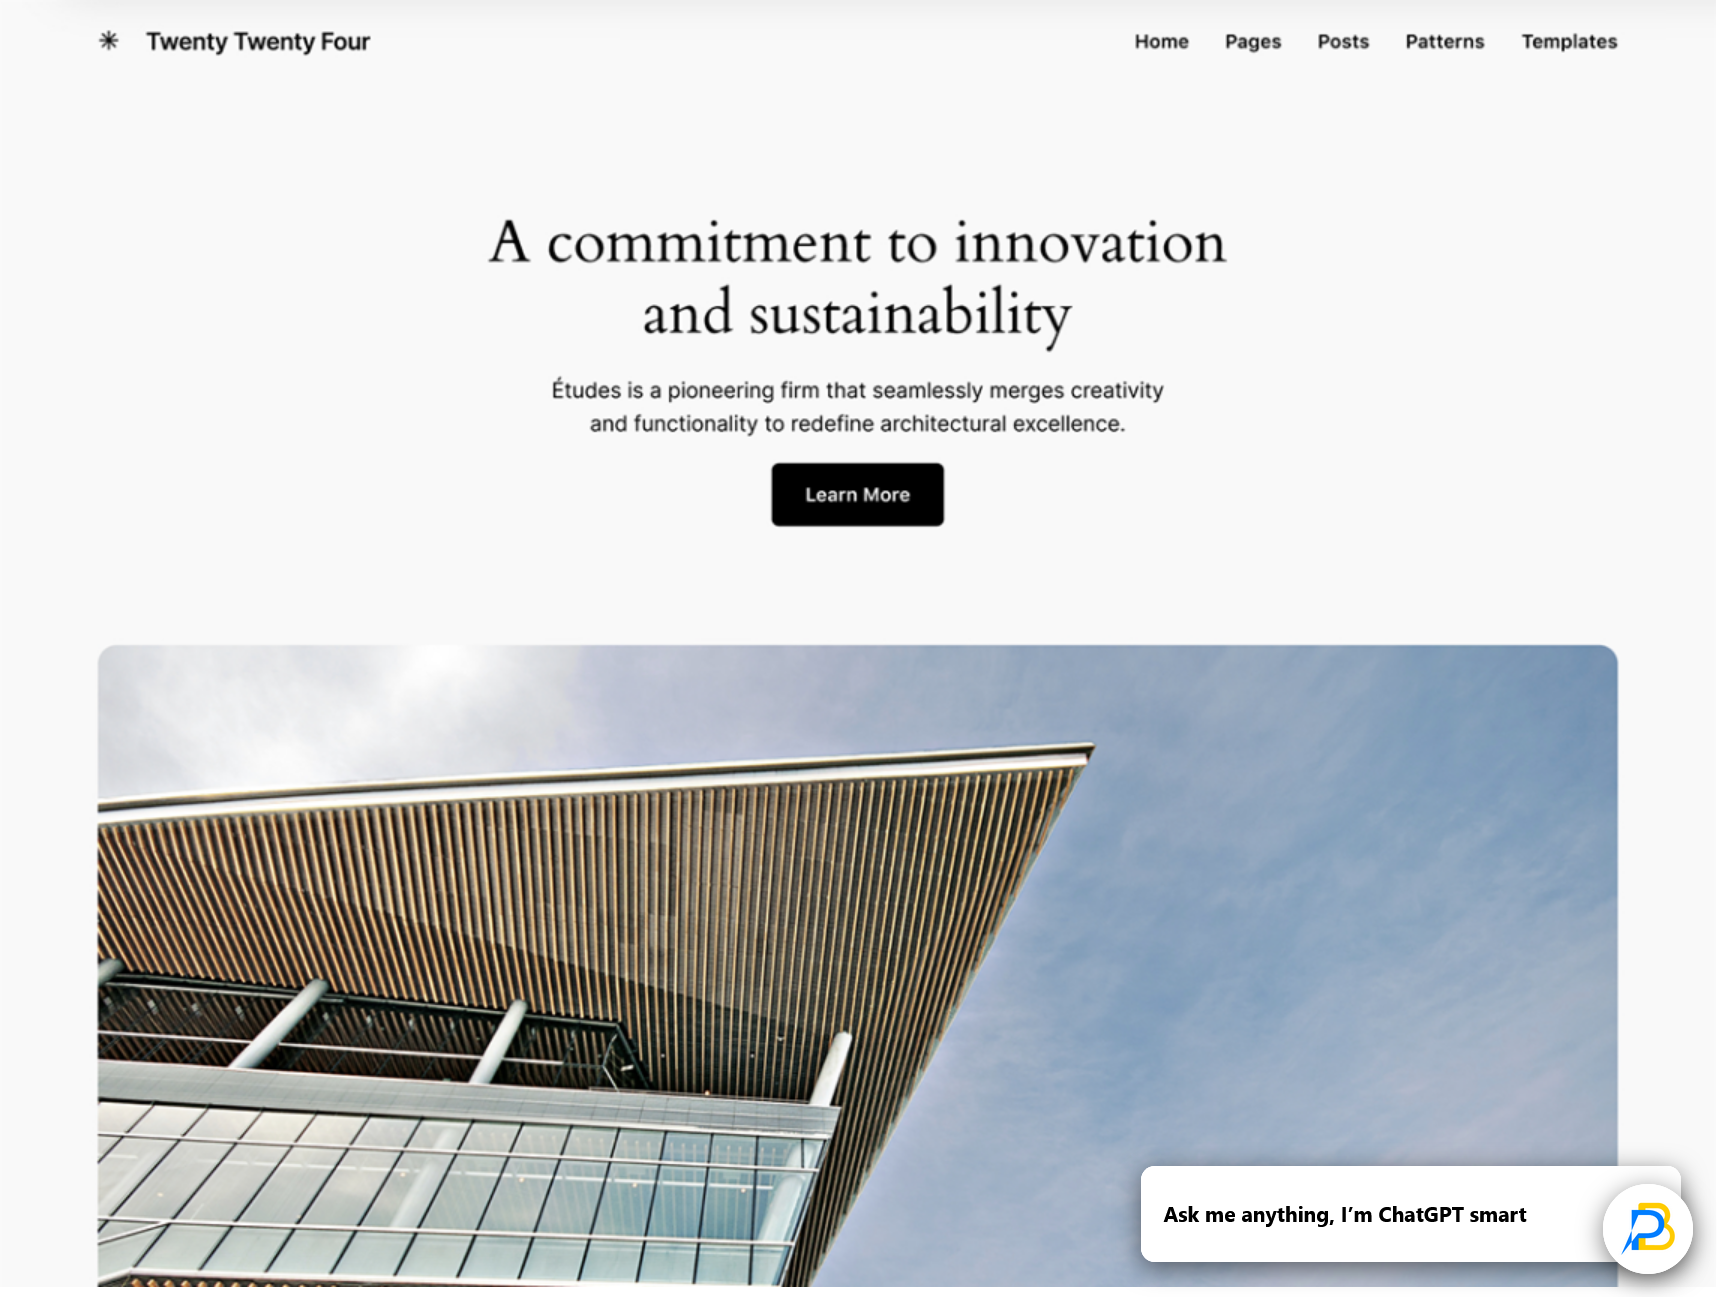 Twenty Twenty Four
Home Pages Posts Patterns Templates
A commitment to innovation
and sustainability
Études is a pioneering firm that seamlessly merges creativity
and functionality to redefine architectural excellence.
Learn More
Ask me anything, I’m ChatGPT smart